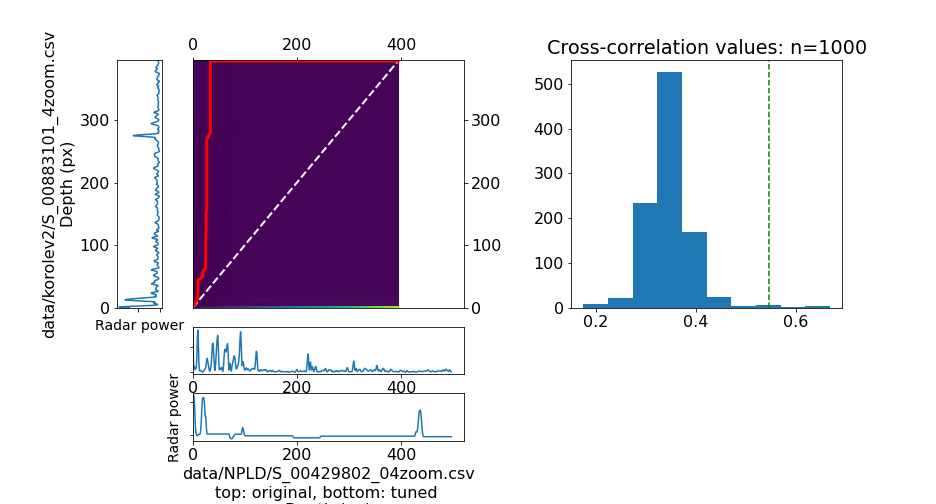 0 200 400
Cross-correlation values: n=1000
data/korolev2/S_00883101_4zoom.csv
Depth (px)
300
200
100
0
Radar power
300
200
100
0
500
400
300
200
100
0
0.2 0.4 0.6
0 200 400
Radar power
0 200 400
data/NPLD/S_00429802_04zoom.csv
top: original, bottom: tuned